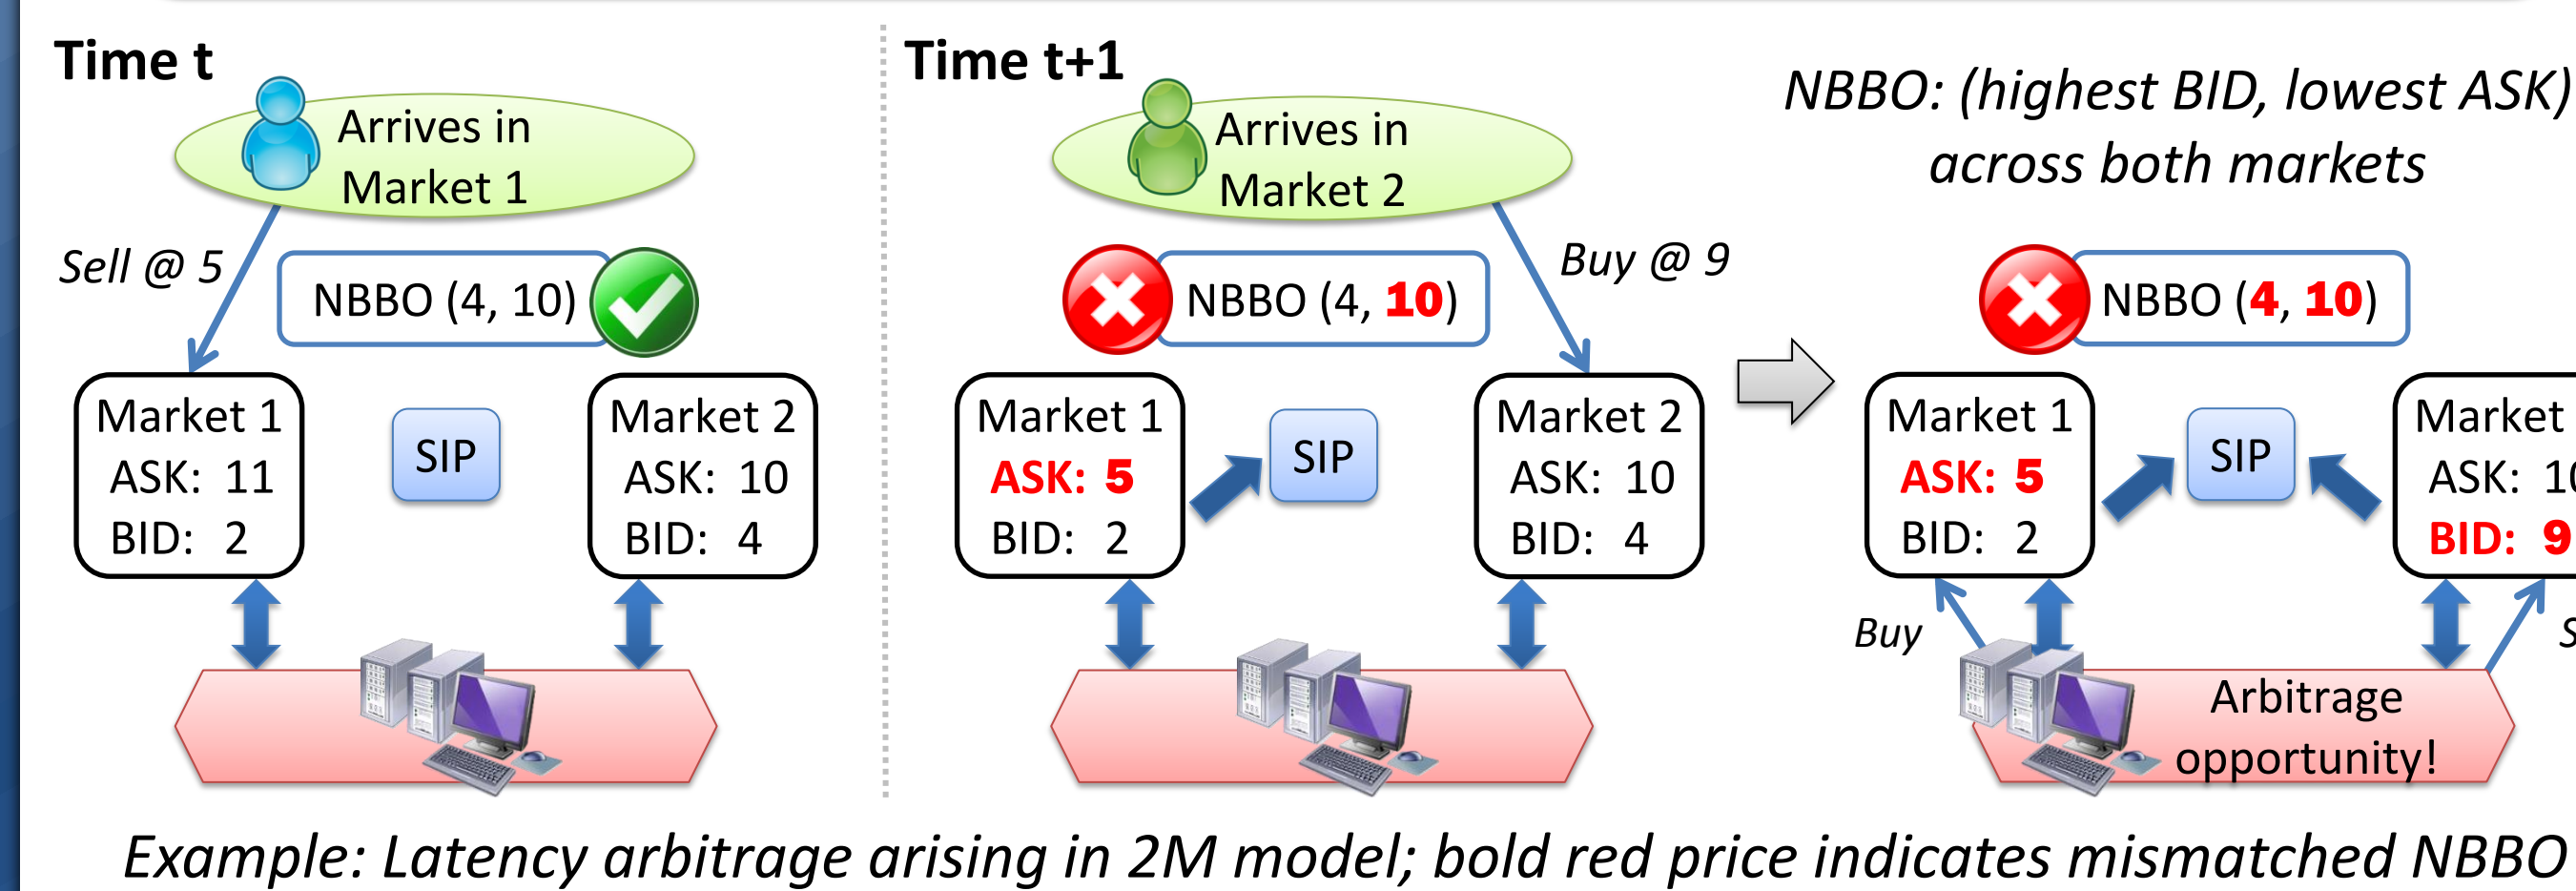 Time t
Arrives in
Market 1
Sell @ 5
NBBO (4, 10)
Market 1
ASK: 11
BID: 2
SIP
Market 2
ASK: 10
BID: 4
Time t+1
Arrives in
Market 2
Buy @ 9
NBBO (4, 10)
Market 1
ASK: 5
BID: 2
SIP
Market 2
ASK: 10
BID: 4
NBBO: (highest BID, lowest ASK)
across both markets
NBBO (4, 10)
Market 1
ASK: 5
BID: 2
SIP
Market
ASK: 10
BID: 9
Buy
Arbitrage
opportunity!
Example: Latency arbitrage arising in 2M model; bold red price indicates mismatched NBBO